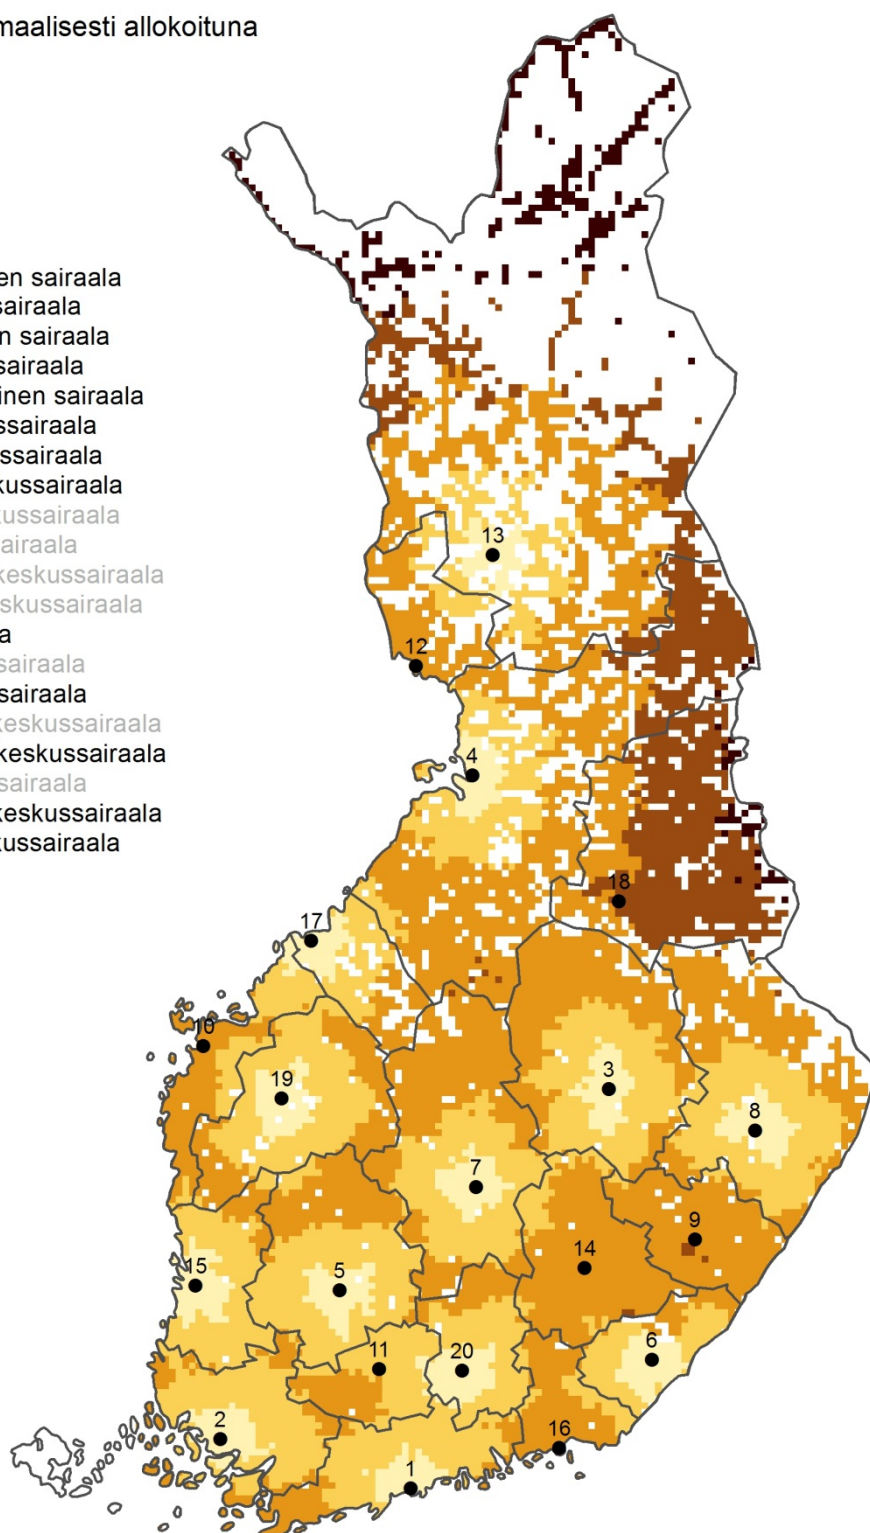 maalisesti allokoituna
en sairaala
sairaala
n sairaala
sairaala
inen sairaala
ssairaala
ssairaala
kussairaala
kussairaala
sairaala
keskussairaala
eskussairaala
a
sairaala
sairaala
keskussairaala
keskussairaala
sairaala
keskussairaala
kussairaala
13
12
4
18
17
10
3
19
8
7
9
14
15
5
6
11
20
2
16
1